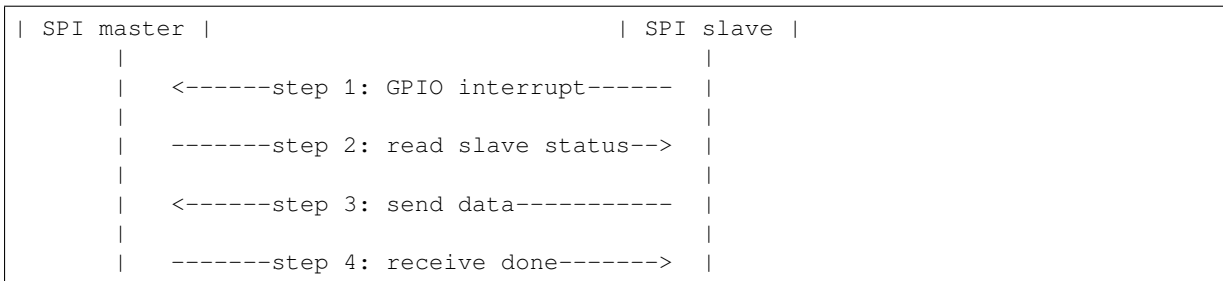 | SPI master |                                  | SPI slave |
       |                                               |
       |   <------step 1: GPIO interrupt------         |
       |                                               |
       |   -------step 2: read slave status-->         |
       |                                               |
       |   <------step 3: send data-----------         |
       |                                               |
       |   -------step 4: receive done------->         |